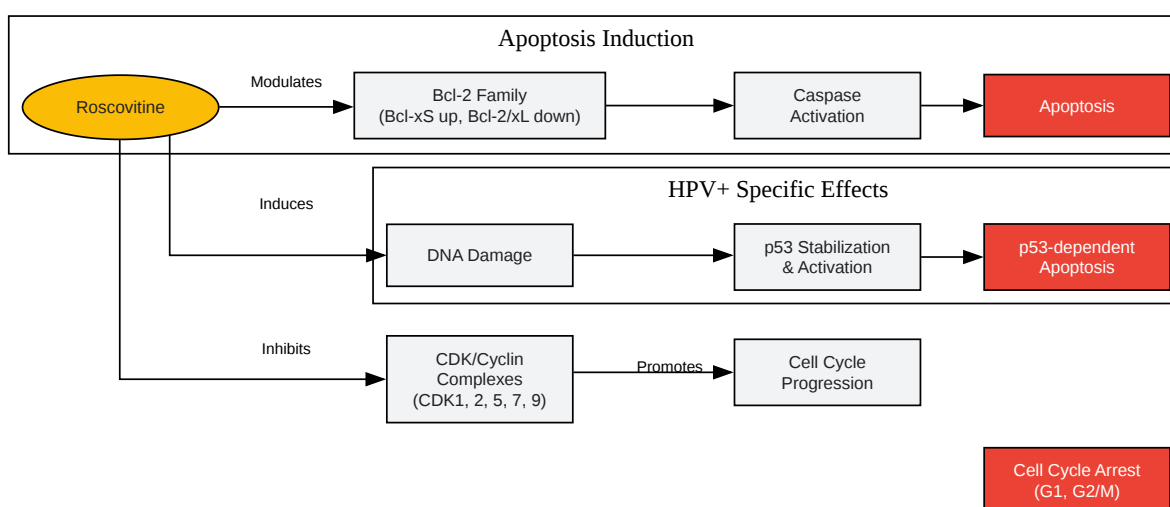 Apoptosis Induction
Roscovitine
Modulates
Bcl-2 Family
(Bcl-xS up, Bcl-2/xL down)
Caspase
Activation
Apoptosis
HPV+ Specific Effects
Induces
DNA Damage
p53 Stabilization
& Activation
p53-dependent
Apoptosis
Inhibits
CDK/Cyclin
Complexes
(CDK1, 2, 5, 7, 9)
Promotes
Cell Cycle
Progression
Cell Cycle Arrest
(G1, G2/M)